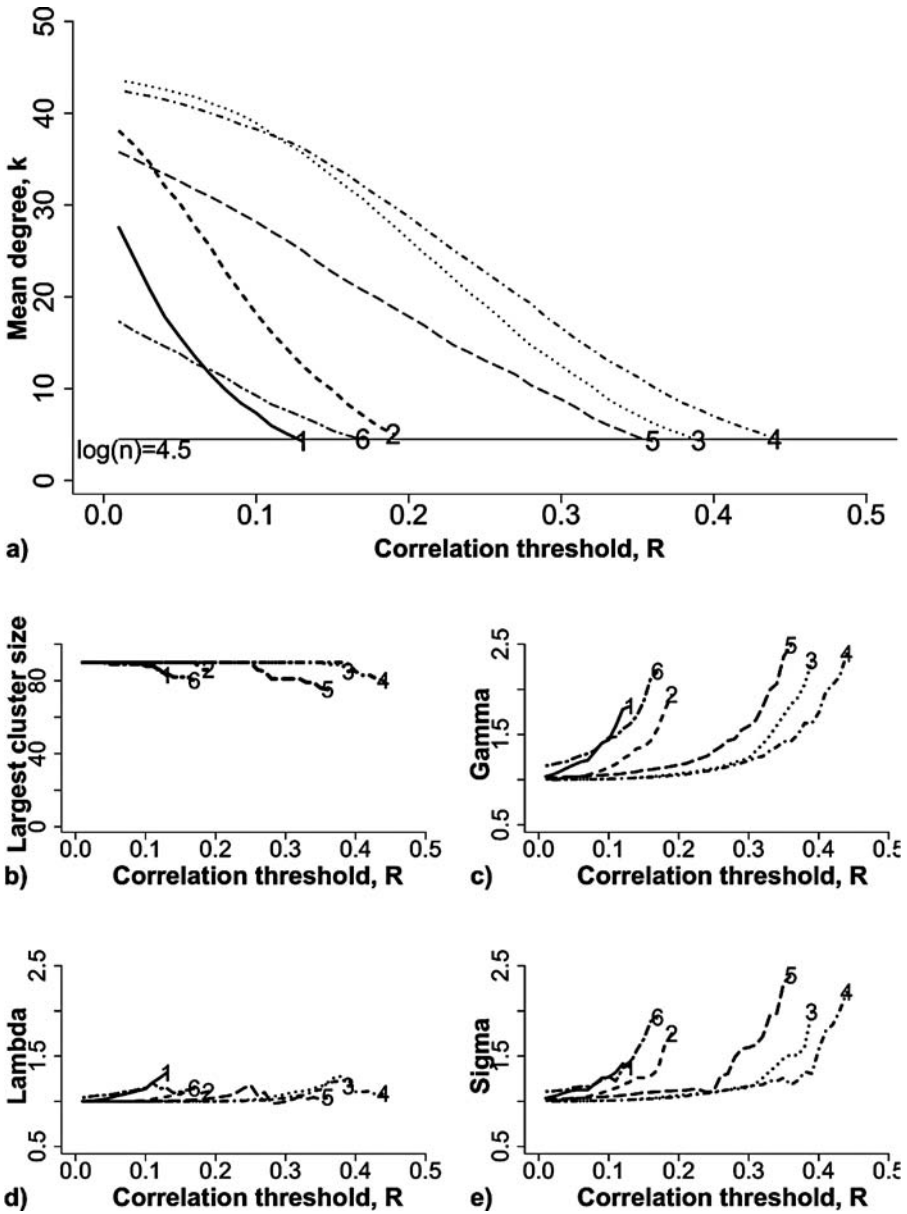 50
40
30
20
10
0
Mean degree, k
log(n)=4.5
1
6
2
5
3
4
0.0 0.1 0.2 0.3 0.4 0.5
Correlation threshold, R
a)
Largest cluster size
80
40
0
1
6
2
5
3
4
0.0 0.1 0.2 0.3 0.4 0.5
b) Correlation threshold, R
Gamma
2.5
1.5
0.5
1
6
2
5
3
4
0.0 0.1 0.2 0.3 0.4 0.5
c) Correlation threshold, R
Lambda
2.5
1.5
0.5
1
6
2
5
3
4
0.0 0.1 0.2 0.3 0.4 0.5
d) Correlation threshold, R
Sigma
2.5
1.5
0.5
1
6
2
5
3
4
0.0 0.1 0.2 0.3 0.4 0.5
e) Correlation threshold, R